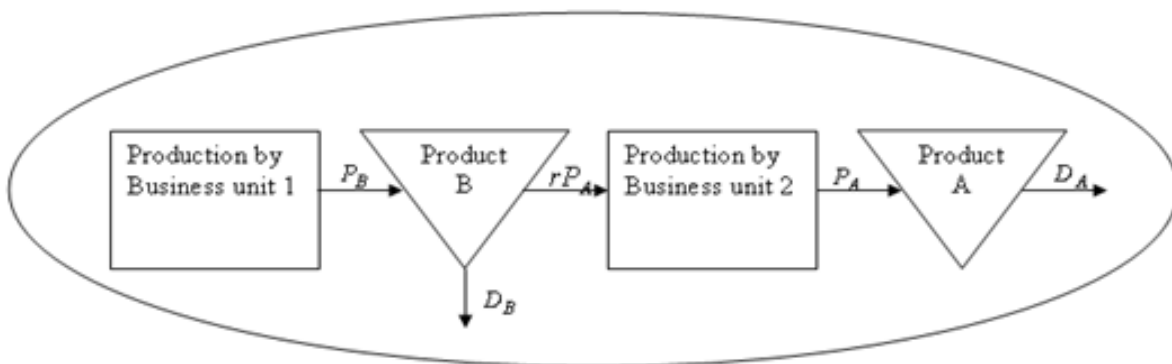 Production by
Business unit 1
P_B
Product
B
rP_A
Production by
Business unit 2
P_A
Product
A
D_A
D_B